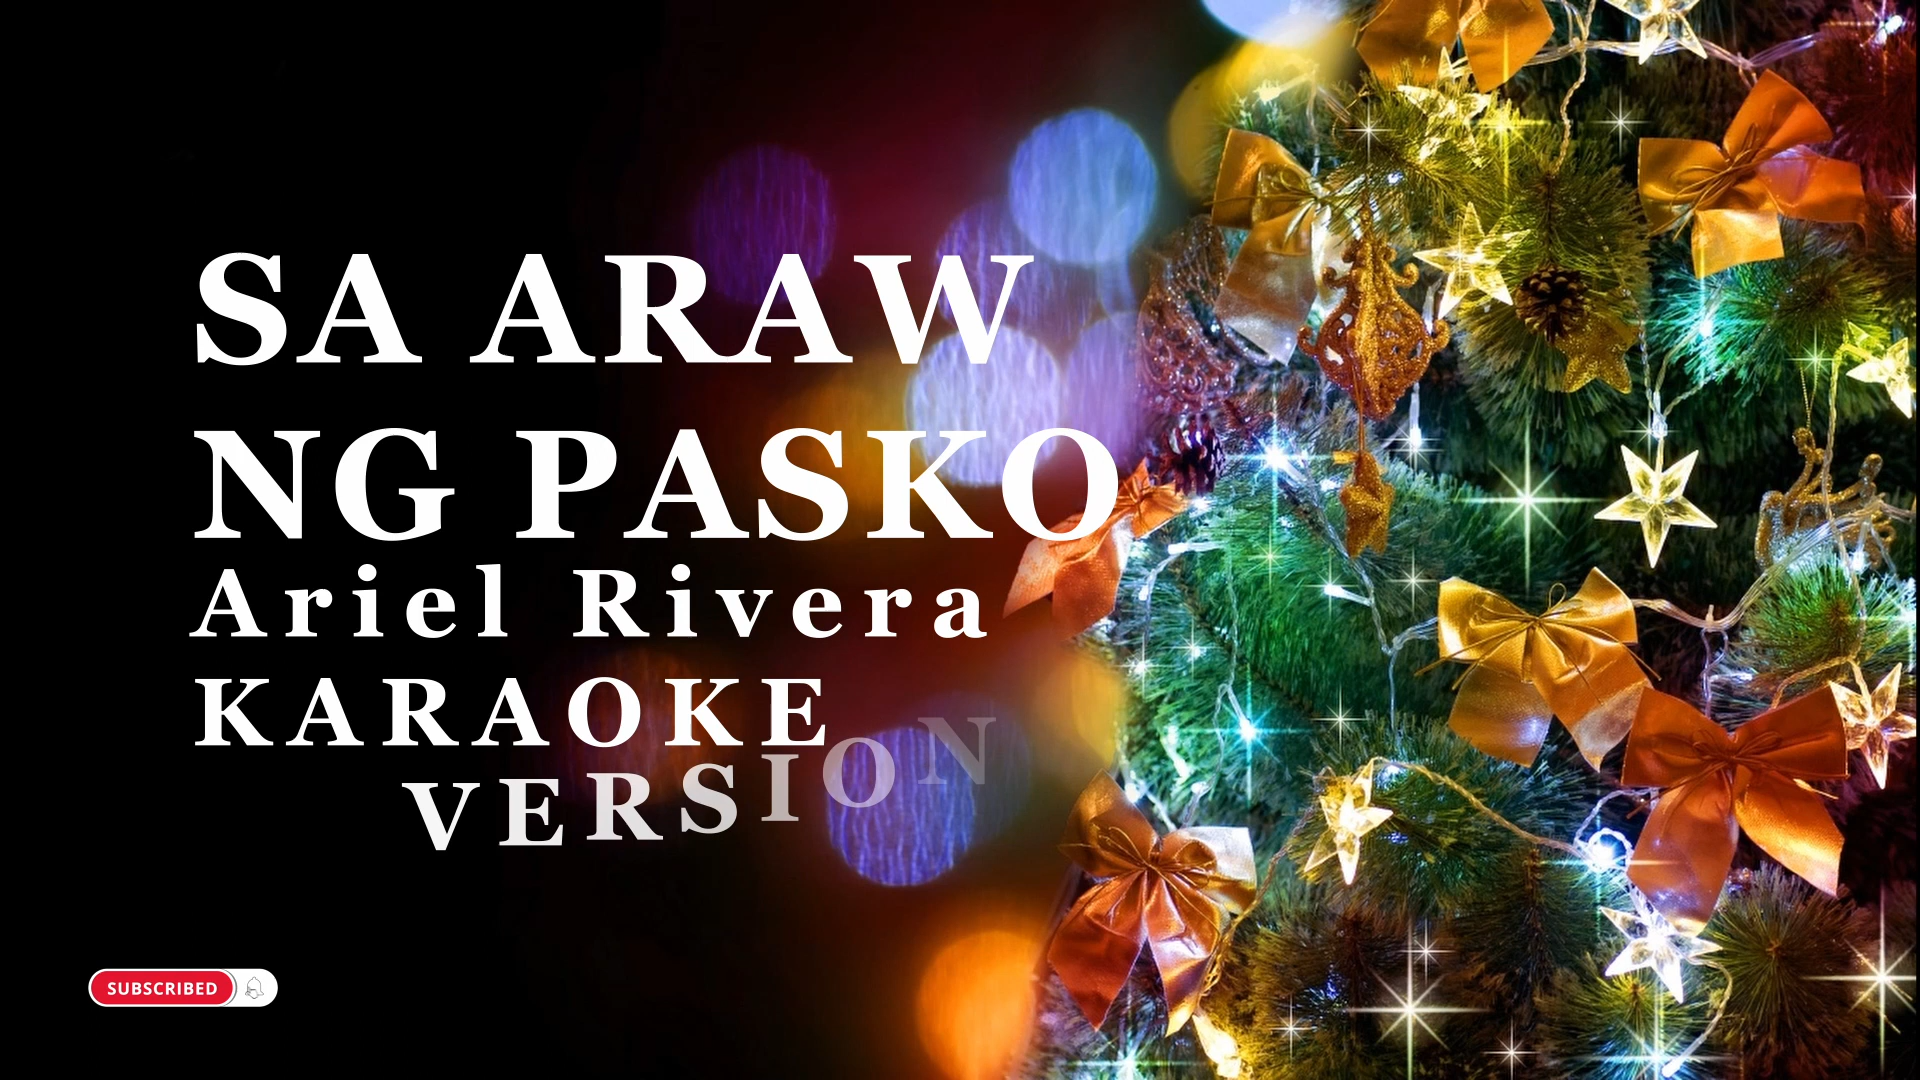 SA ARAW
NG PASKO
Ariel Rivera
KARAOKE
VERSION
SUBSCRIBED